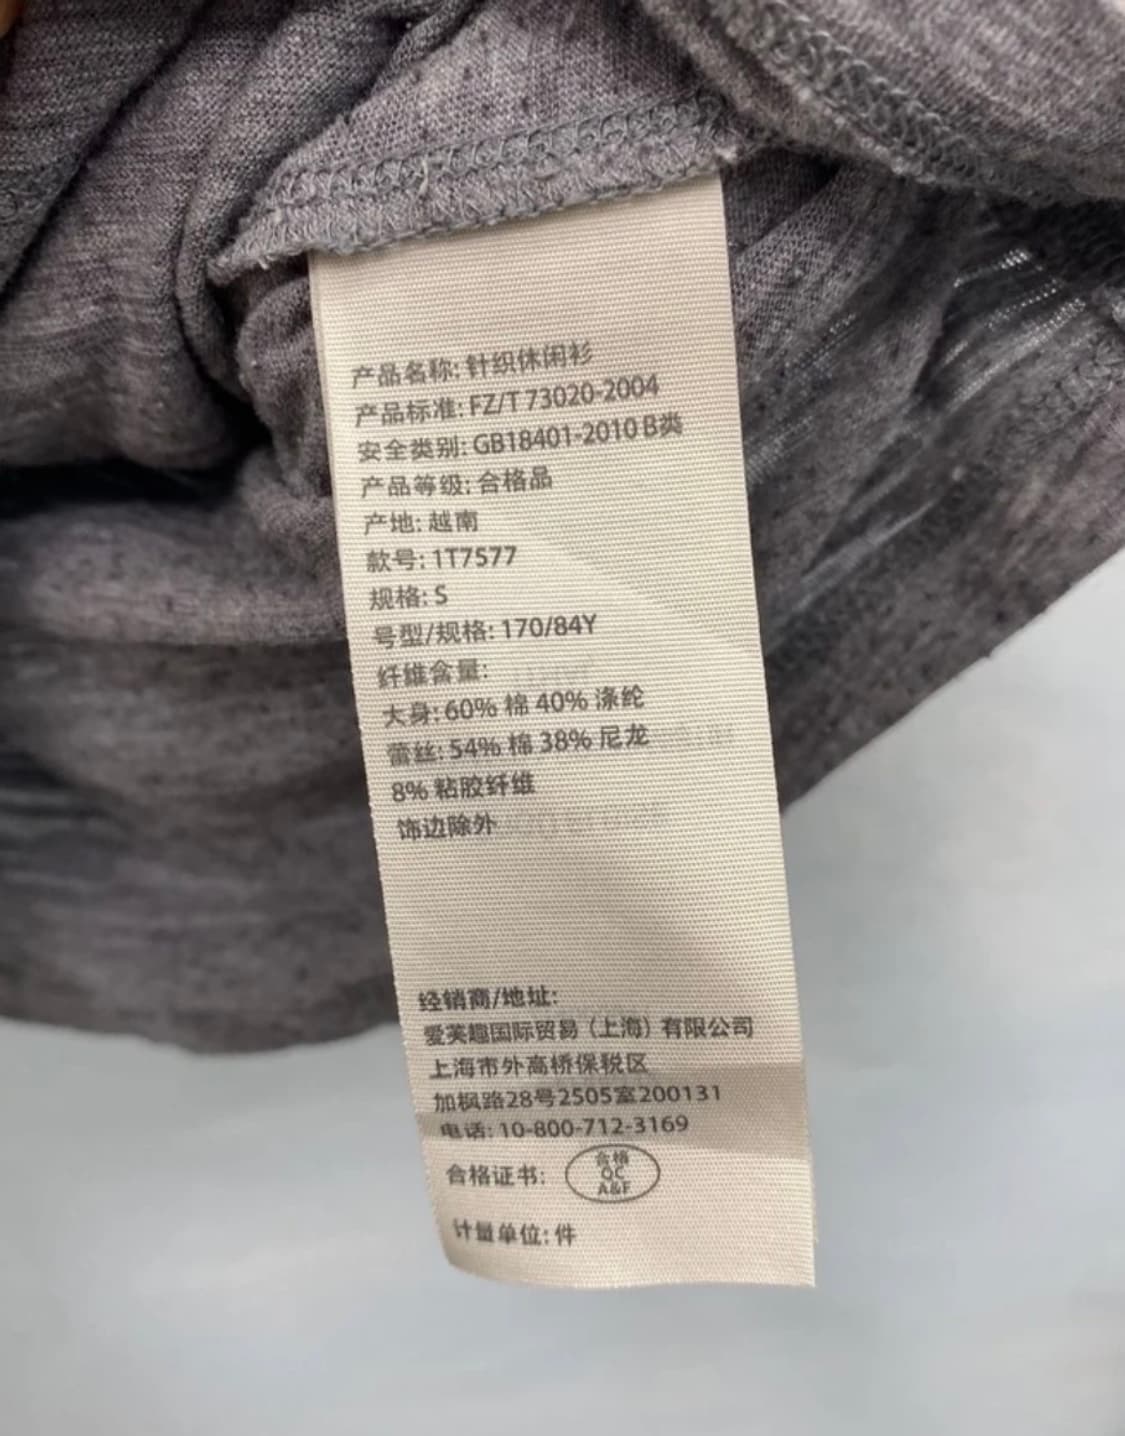 产品名称: 针织休闲衫
产品标准: FZ/T 73020-2004
安全类别: GB18401-2010 B类
产品等级: 合格品
产地: 越南
款号: 1T7577
规格: S
号型/规格: 170/84Y
纤维含量:
大身: 60% 棉 40% 涤纶
蕾丝: 54% 棉 38% 尼龙
8% 粘胶纤维
饰边除外
经销商/地址:
爱芙趣国际贸易（上海）有限公司
上海市外高桥保税区
加枫路28号2505室200131
电话: 10-800-712-3169
合格证书:
合格
QC
A&F
计量单位: 件